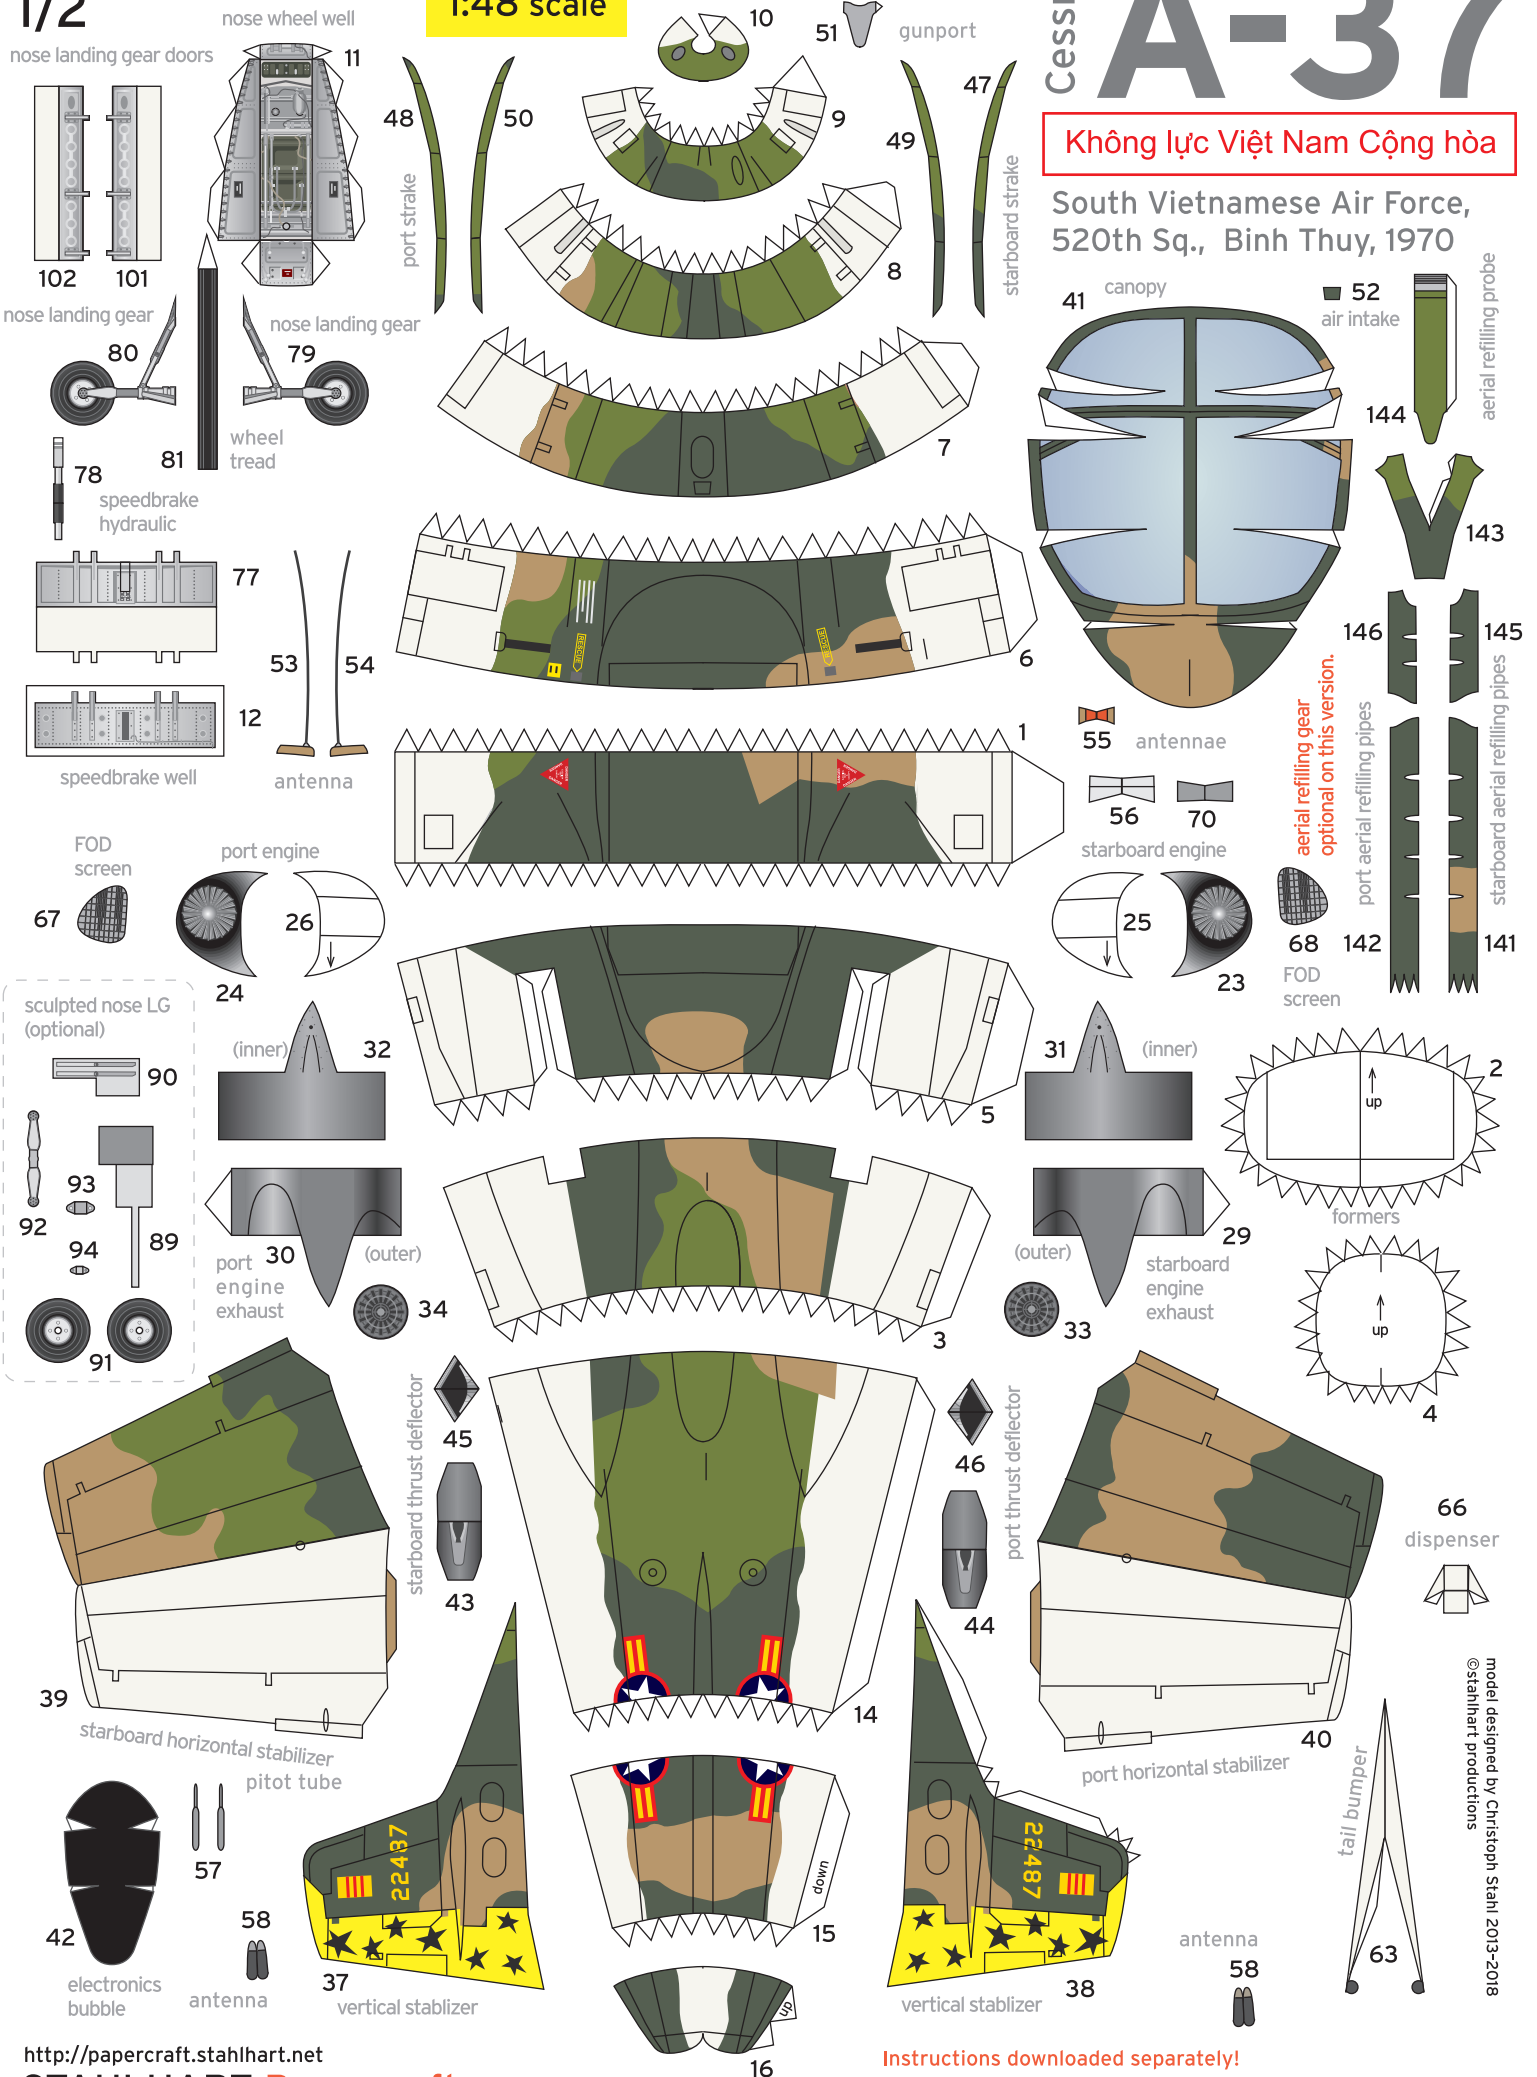 1/2
nose wheel well
1:48 scale
10
51
gunport
Cess
A-37
nose landing gear doors
11
48
50
9
49
47
Không lực Việt Nam Cộng hòa
South Vietnamese Air Force,
520th Sq., Binh Thuy, 1970
port strake
starboard strake
8
102
101
41
canopy
52
air intake
aerial refilling probe
nose landing gear
80
nose landing gear
79
144
7
wheel
tread
81
78
speedbrake
hydraulic
143
77
53
54
RESCUE
RESCUE
6
146
145
12
speedbrake well
antenna
1
55
antennae
56
70
aerial refilling gear
optional on this version.
port aerial refilling pipes
starboard aerial refilling pipes
FOD
screen
67
port engine
26
24
starboard engine
25
23
68
FOD
screen
142
141
sculpted nose LG
(optional)
90
(inner)
32
31
(inner)
5
2
up
formers
93
92
94
89
30
port
engine
exhaust
(outer)
34
(outer)
29
starboard
engine
exhaust
33
3
91
up
4
starboard thrust deflector
45
43
46
port thrust deflector
44
66
dispenser
39
starboard horizontal stabilizer
14
40
port horizontal stabilizer
pitot tube
57
42
electronics
bubble
58
antenna
22487
37
vertical stablizer
down
15
22487
38
vertical stablizer
antenna
58
tail bumper
63
model designed by Christoph Stahl 2013-2018
©stahlhart productions
up
16
http://papercraft.stahlhart.net
Instructions downloaded separately!